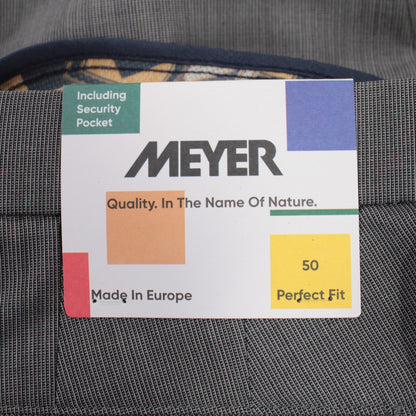 Including
Security
Pocket
MEYER
Quality. In The Name Of Nature.
50
Made In Europe
Perfect Fit